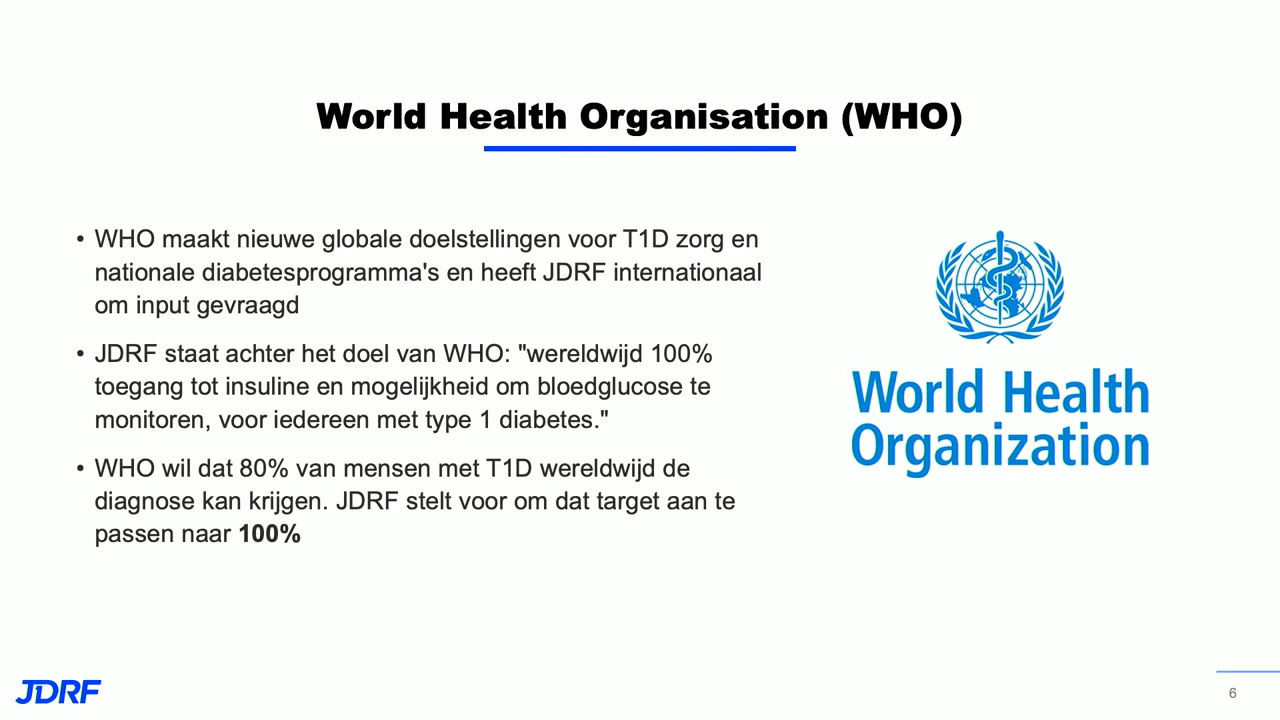 World Health Organisation (WHO)
• WHO maakt nieuwe globale doelstellingen voor T1D zorg en
nationale diabetesprogramma's en heeft JDRF internationaal
om input gevraagd
• JDRF staat achter het doel van WHO: "wereldwijd 100%
toegang tot insuline en mogelijkheid om bloedglucose te
monitoren, voor iedereen met type 1 diabetes."
• WHO wil dat 80% van mensen met T1D wereldwijd de
diagnose kan krijgen. JDRF stelt voor om dat target aan te
passen naar 100%
World Health
Organization
JDRF
6